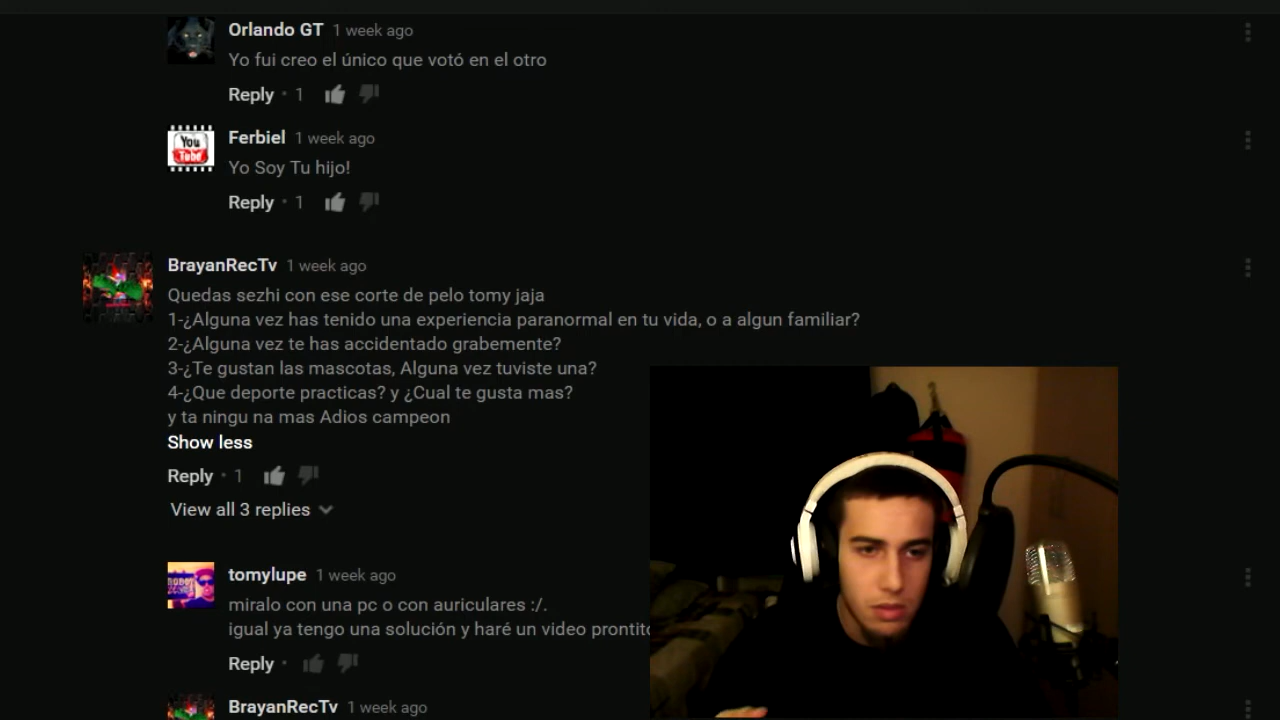 Orlando GT 1 week ago
Yo fui creo el único que votó en el otro
Reply · 1
You
Tube
Ferbiel 1 week ago
Yo Soy Tu hijo!
Reply · 1
BrayanRecTv 1 week ago
Quedas sezhi con ese corte de pelo tomy jaja
1-¿Alguna vez has tenido una experiencia paranormal en tu vida, o a algun familiar?
2-¿Alguna vez te has accidentado grabemente?
3-¿Te gustan las mascotas, Alguna vez tuviste una?
4-¿Que deporte practicas? y ¿Cual te gusta mas?
y ta ningu na mas Adios campeon
Show less
Reply · 1
View all 3 replies
tomylupe 1 week ago
miralo con una pc o con auriculares :/.
igual ya tengo una solución y haré un video prontito
Reply ·
BrayanRecTv 1 week ago